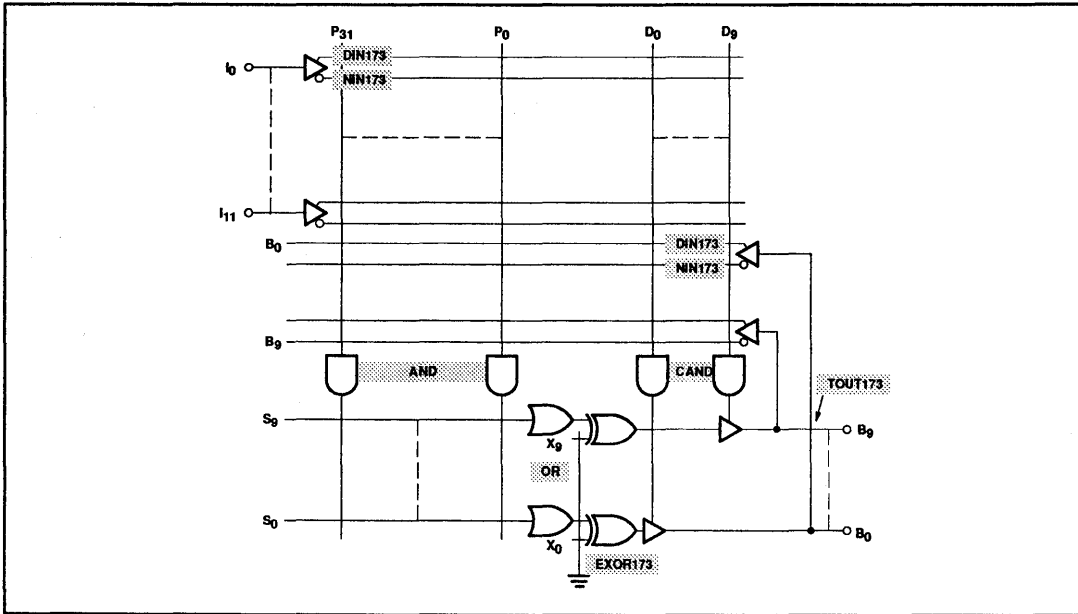 P31 P0 D0 D9
DIN173
I0
NIN173
I11
B0 DIN173
NIN173
B9
AND CAND
TOUT173
S9
B9
X9
OR
S0
B0
X0
EXOR173